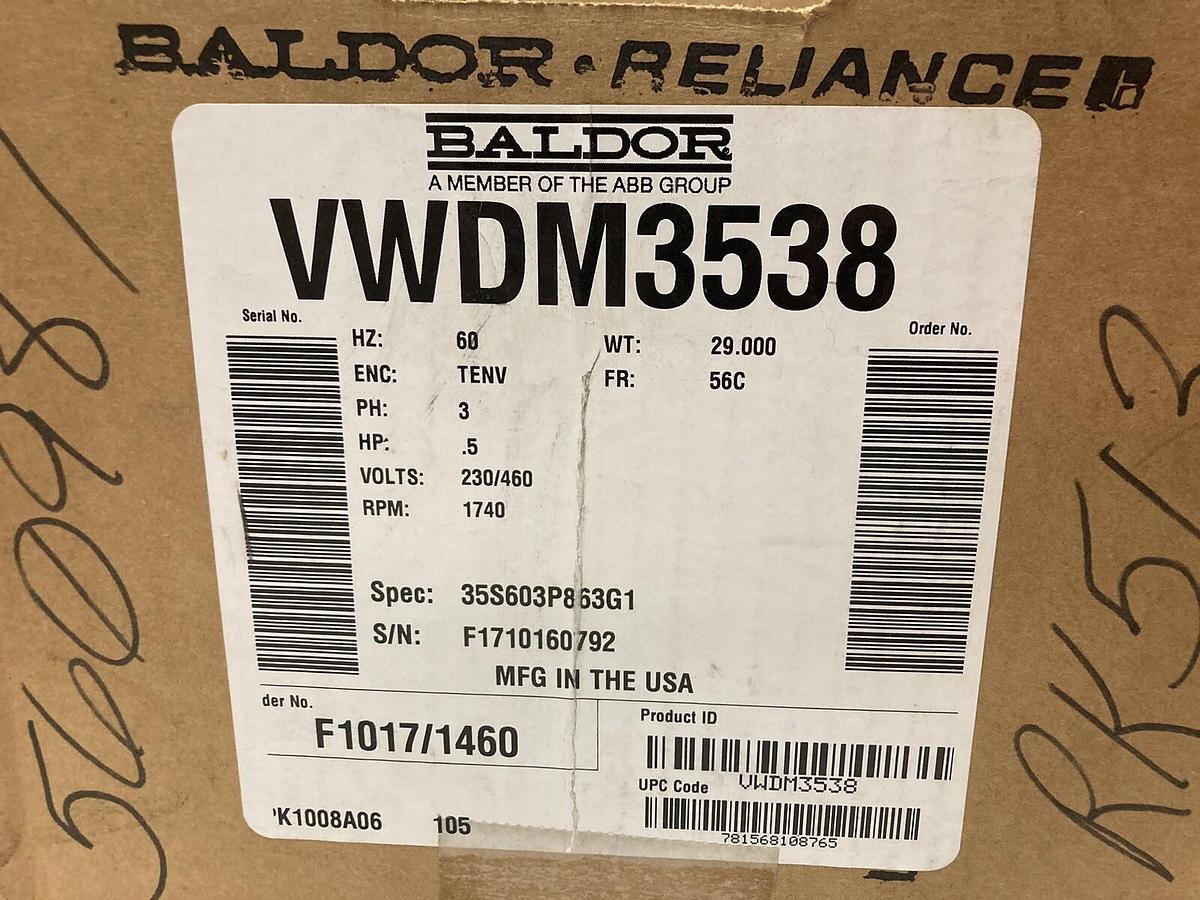 BALDOR • RELIANCE
BALDOR
A MEMBER OF THE ABB GROUP
VWDM3538
Serial No.
Order No.
HZ: 60 WT: 29.000
ENC: TENV FR: 56C
PH: 3
HP: .5
VOLTS: 230/460
RPM: 1740
Spec: 35S603P863G1
S/N: F1710160792
MFG IN THE USA
der No.
F1017/1460
Product ID
VWDM3538
UPC Code
781568108765
K1008A06 105
RK513